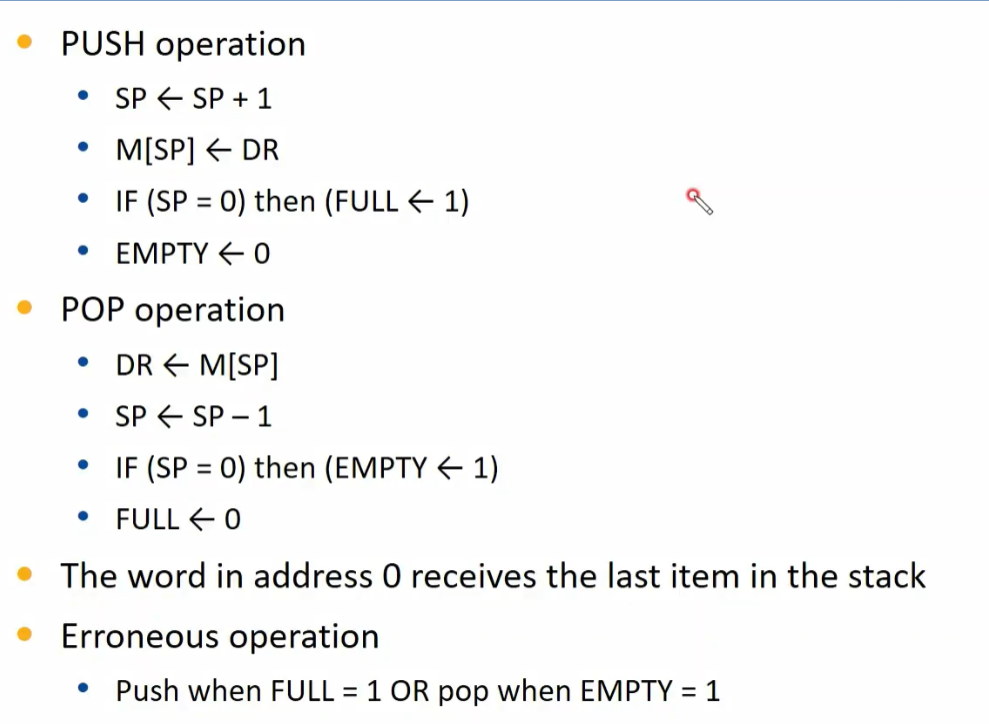 PUSH operation
SP ← SP + 1
M[SP] ← DR
IF (SP = 0) then (FULL ← 1)
EMPTY ← 0
POP operation
DR ← M[SP]
SP ← SP – 1
IF (SP = 0) then (EMPTY ← 1)
FULL ← 0
The word in address 0 receives the last item in the stack
Erroneous operation
Push when FULL = 1 OR pop when EMPTY = 1